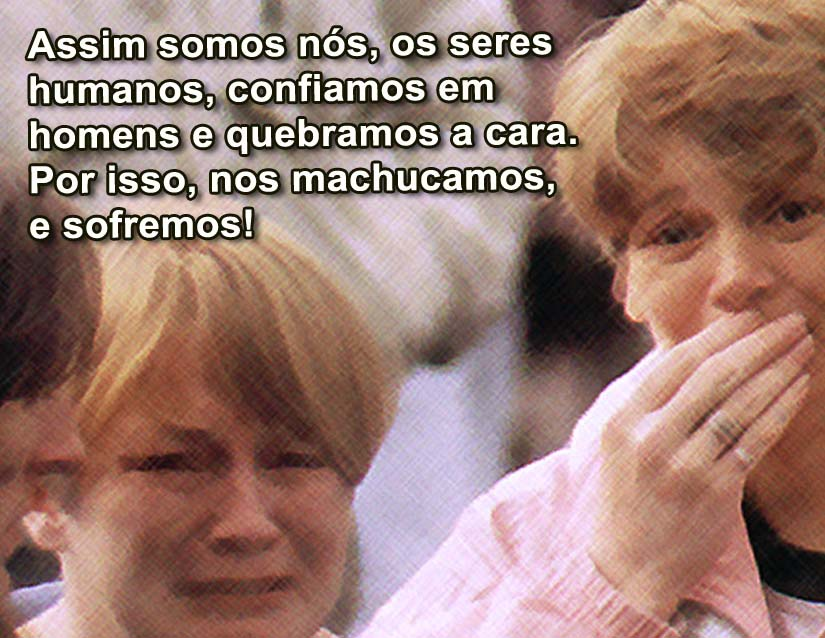 Assim somos nós, os seres
humanos, confiamos em
homens e quebramos a cara.
Por isso, nos machucamos,
e sofremos!